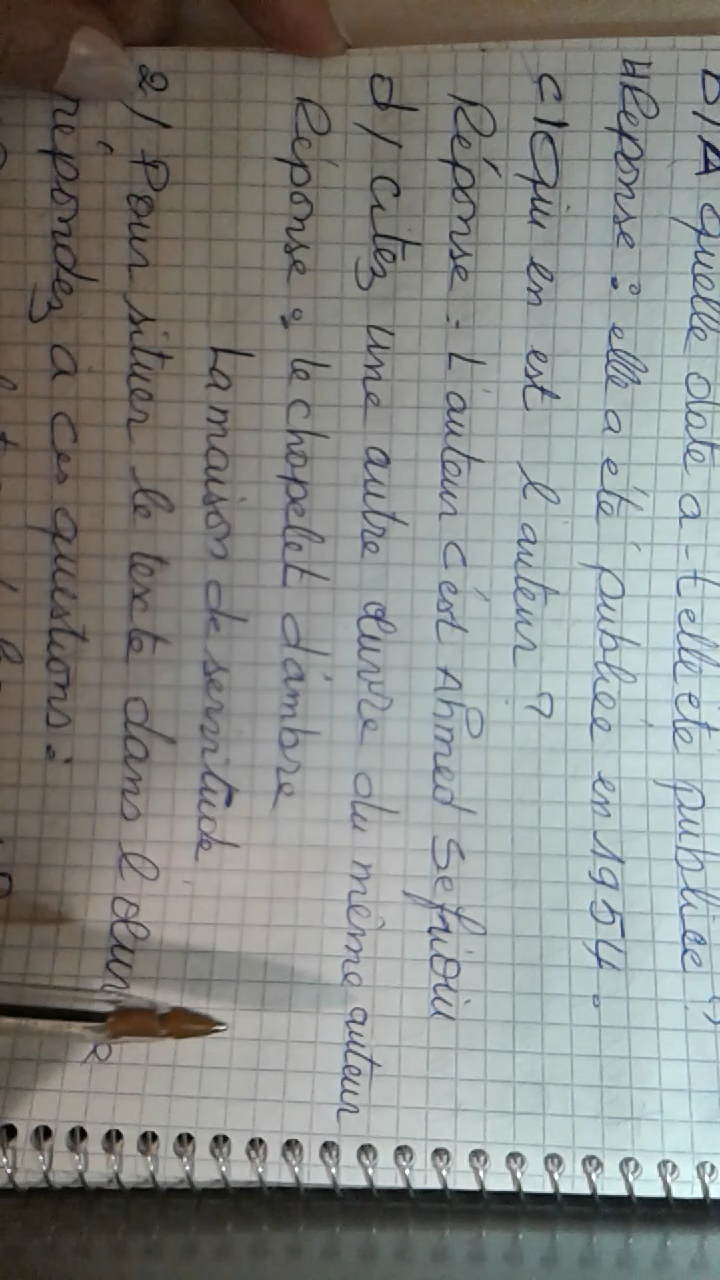 b/ A quelle date a-t elle été publiée ?
Réponse : elle a été publiée en 1954.
c/ Qui en est l'auteur ?
Réponse : L'auteur c'est Ahmed Sefrioui
d/ Citez une autre œuvre du même auteur
Réponse : le chapelet d'ambre
La maison de servitude
2/ Pour situer le texte dans l'œuvre
répondez à ces questions :